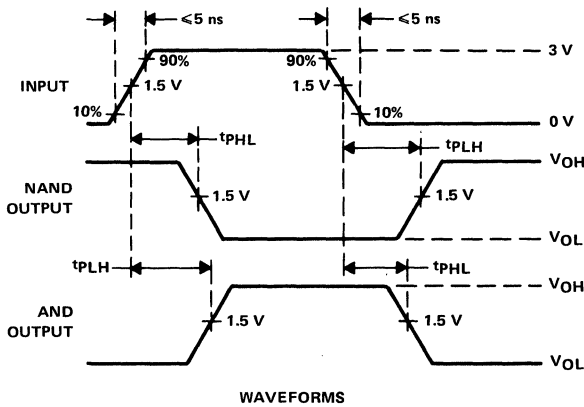 ≤5 ns
≤5 ns
3 V
90%
90%
INPUT
1.5 V
1.5 V
10%
10%
0 V
tPHL
tPLH
VOH
NAND
OUTPUT
1.5 V
1.5 V
VOL
tPLH
tPHL
VOH
AND
OUTPUT
1.5 V
1.5 V
VOL
WAVEFORMS